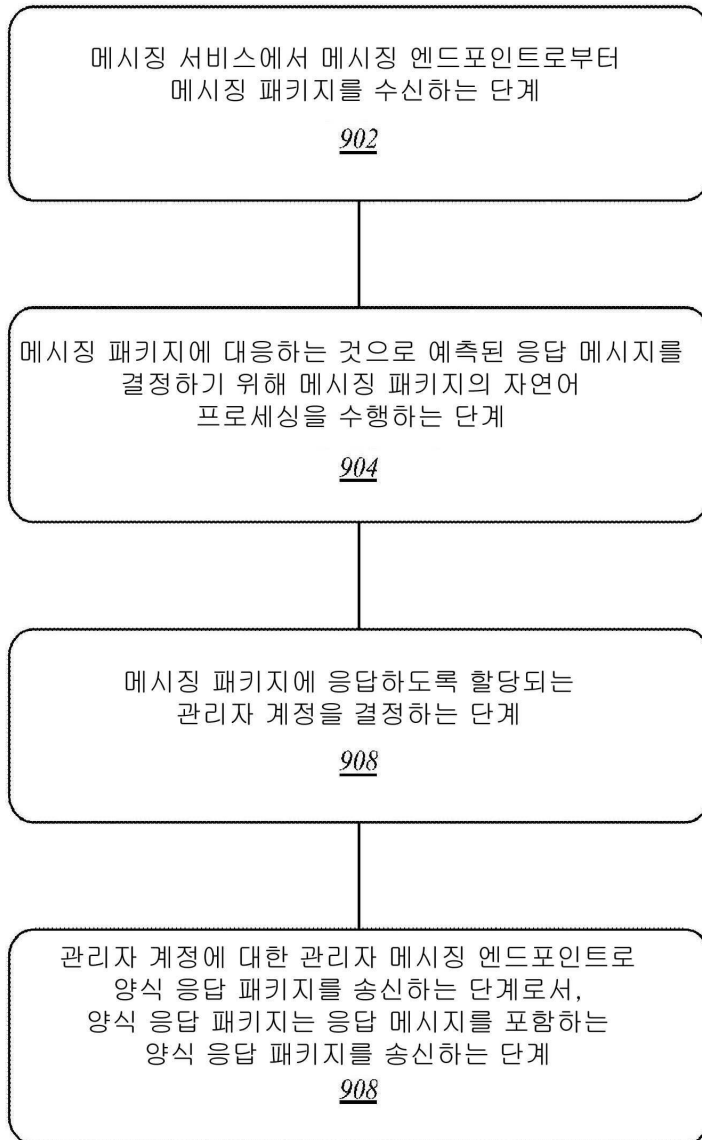 메시징 서비스에서 메시징 엔드포인트로부터
메시징 패키지를 수신하는 단계
902
메시징 패키지에 대응하는 것으로 예측된 응답 메시지를
결정하기 위해 메시징 패키지의 자연어
프로세싱을 수행하는 단계
904
메시징 패키지에 응답하도록 할당되는
관리자 계정을 결정하는 단계
908
관리자 계정에 대한 관리자 메시징 엔드포인트로
양식 응답 패키지를 송신하는 단계로서,
양식 응답 패키지는 응답 메시지를 포함하는
양식 응답 패키지를 송신하는 단계
908